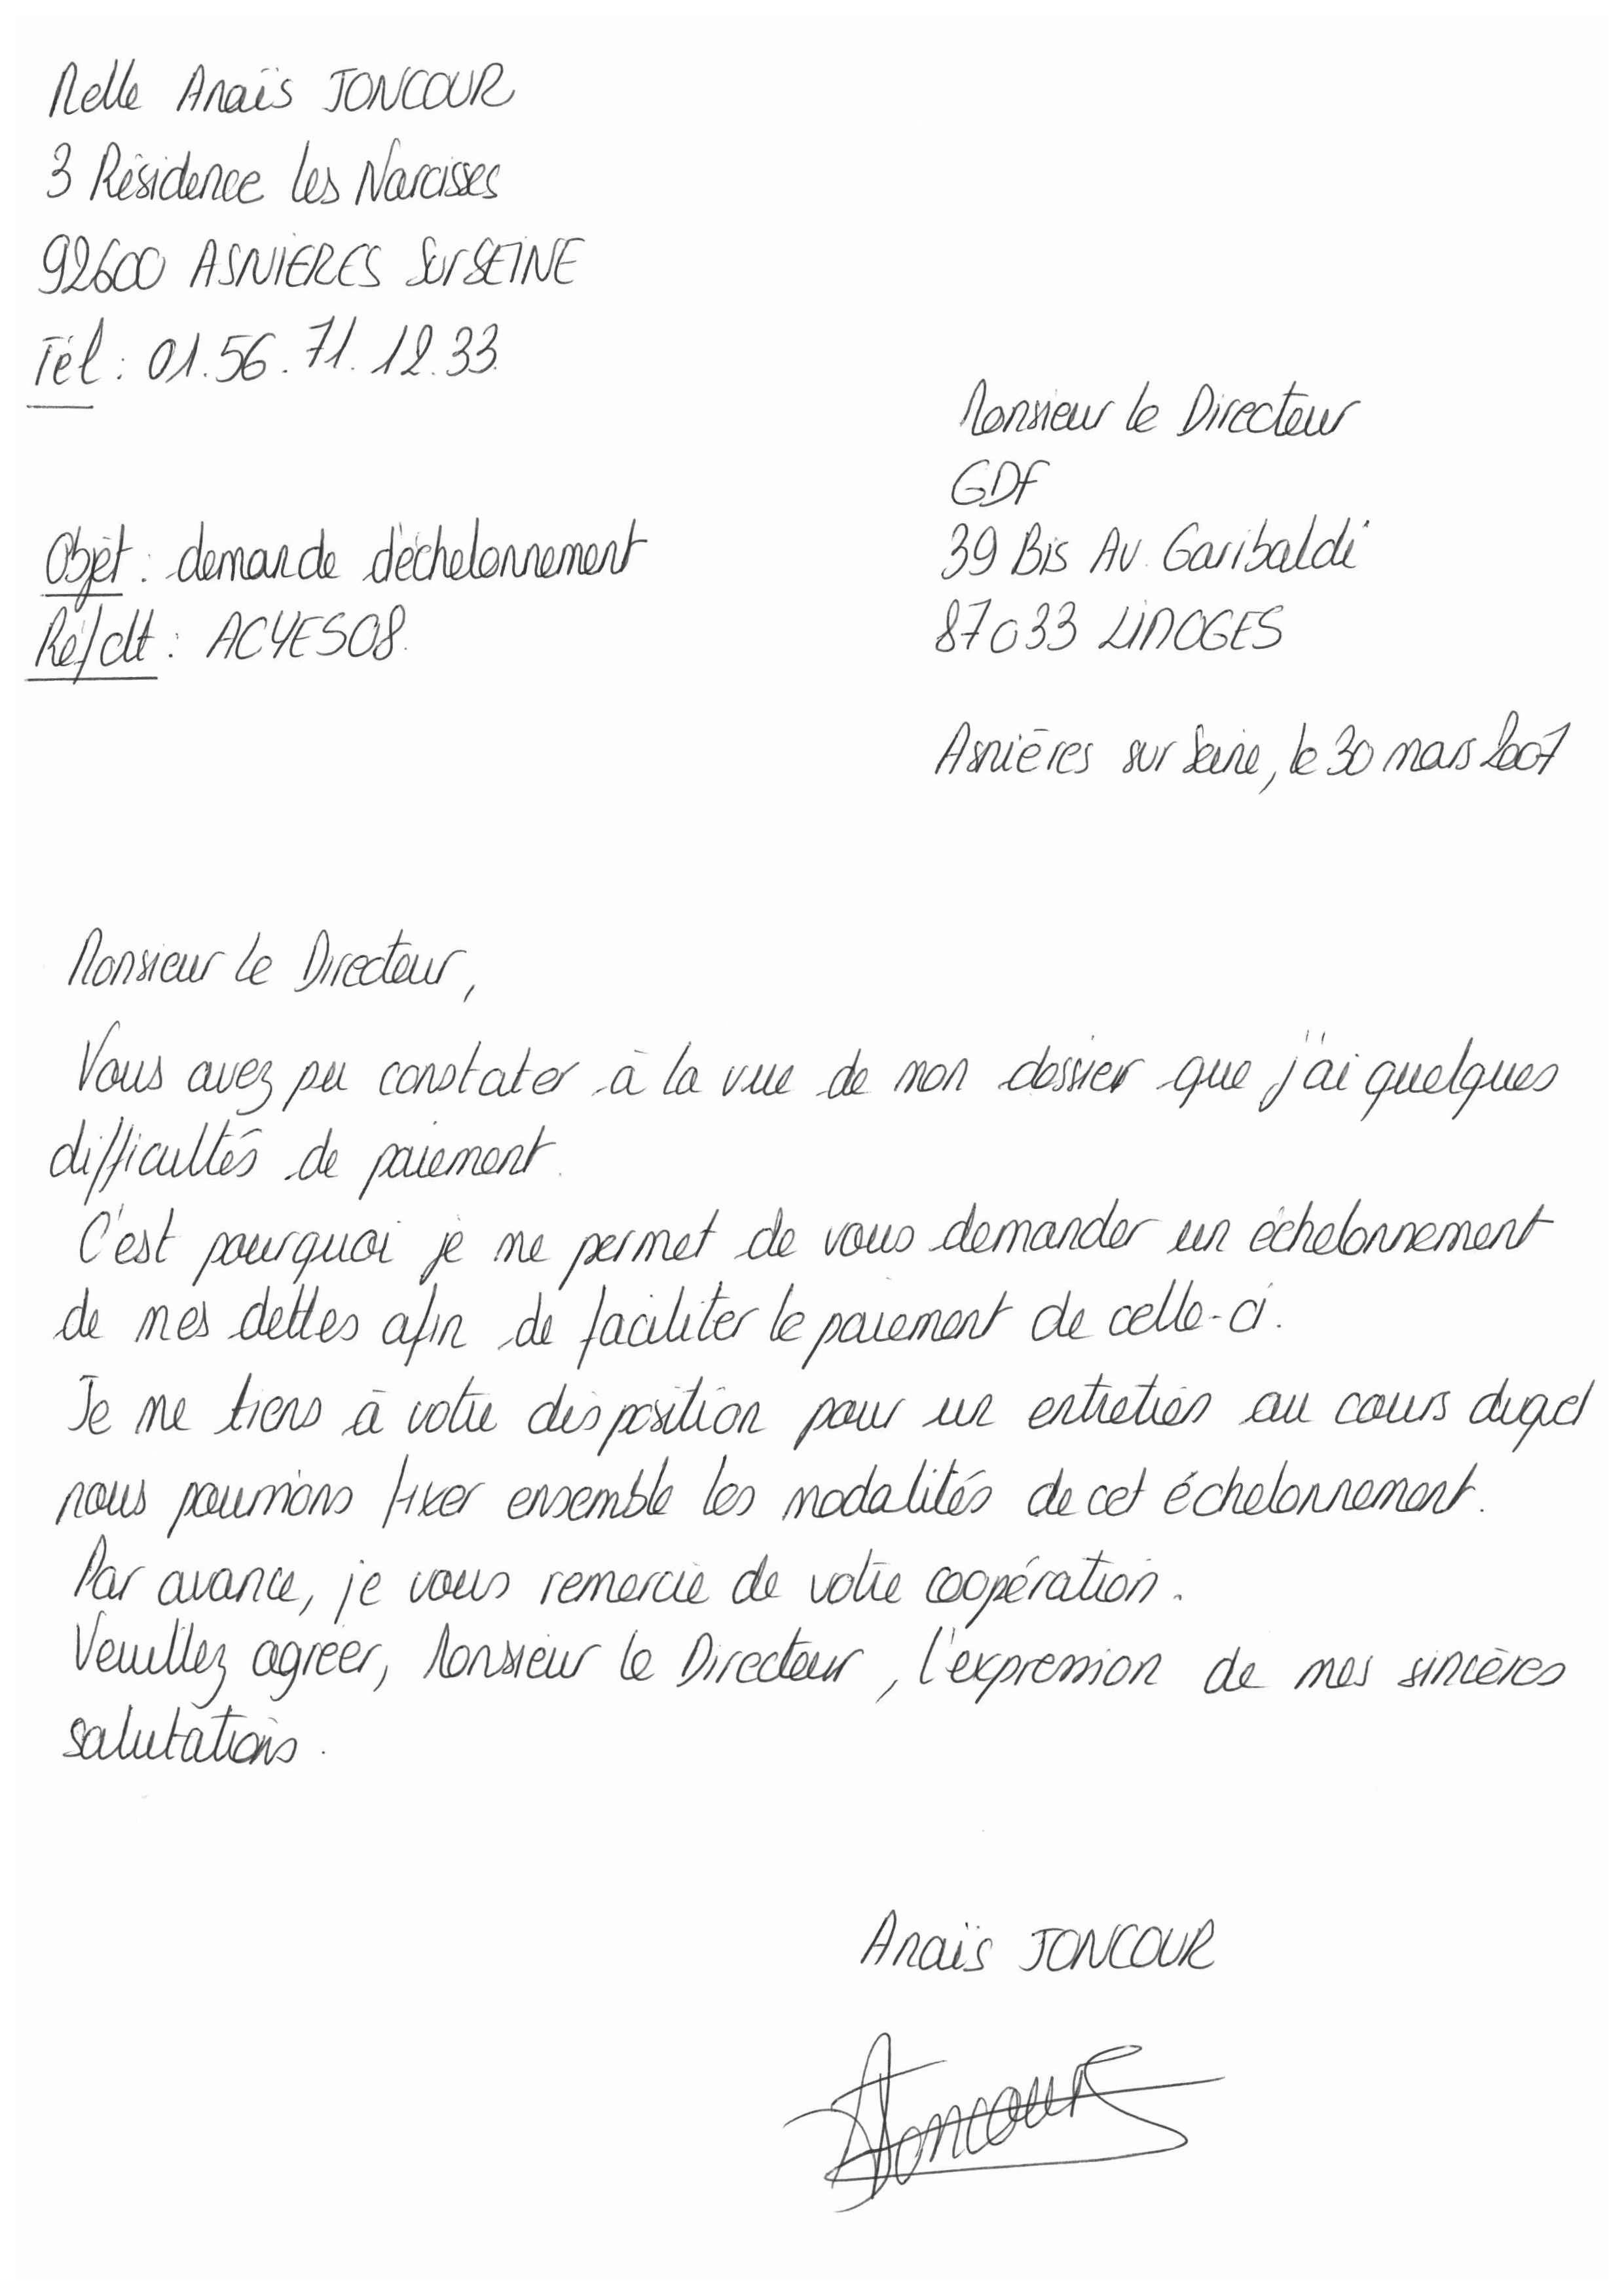 Melle Anaïs JONCOUR
3 Résidence les Narcisses
92600 ASNIERES Sur SEINE
Tél : 01.56.71.12.33.
Monsieur le Directeur
GDF
39 Bis Av. Garibaldi
87033 LIMOGES
Objet : demande d'échelonnement
Réf clt : ACYES08.
Asnières sur Seine, le 30 mars 2007
Monsieur le Directeur,
Vous avez pu constater à la vue de mon dossier que j'ai quelques
difficultés de paiement.
C'est pourquoi je me permet de vous demander un échelonnement
de mes dettes afin de faciliter le paiement de celle-ci.
Je me tiens à votre disposition pour un entretien au cours duquel
nous pourrions fixer ensemble les modalités de cet échelonnement.
Par avance, je vous remercie de votre coopération.
Veuillez agréer, Monsieur le Directeur, l'expression de mes sincères
salutations.
Anaïs JONCOUR
AJoncour